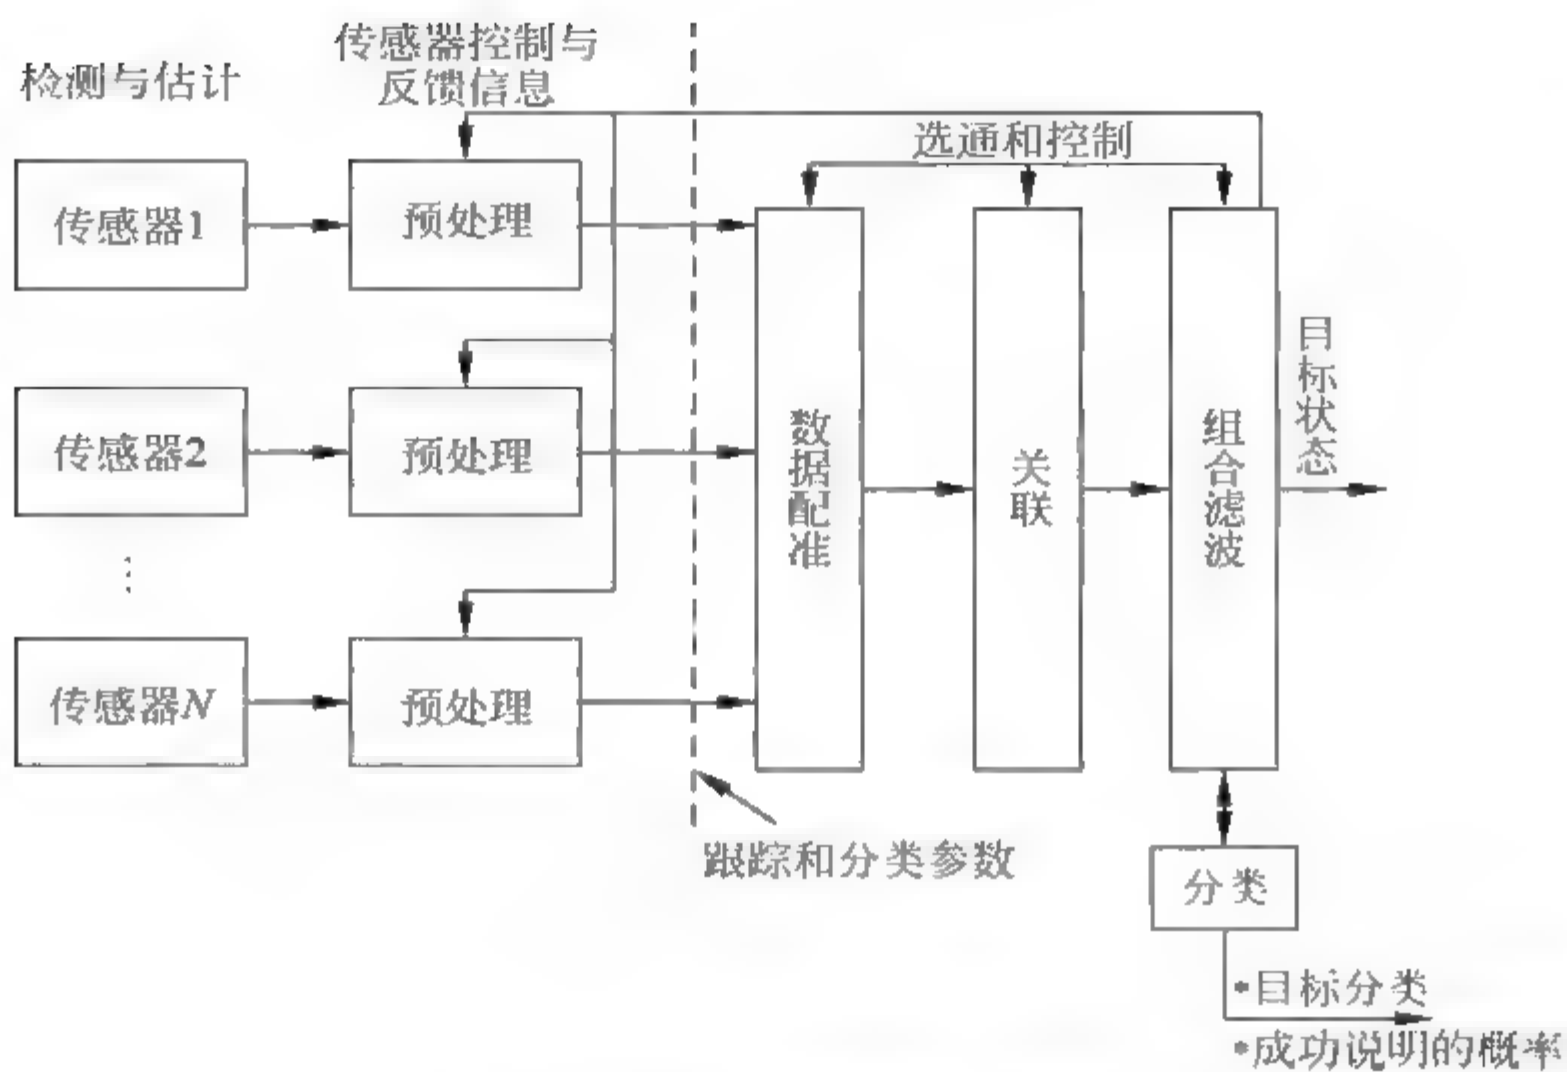 检测与估计
传感器控制与
反馈信息
选通和控制
传感器1
预处理
传感器2
预处理
⋮
传感器N
预处理
数据配准
关联
组合滤波
目标状态
跟踪和分类参数
分类
•目标分类
•成功说明的概率